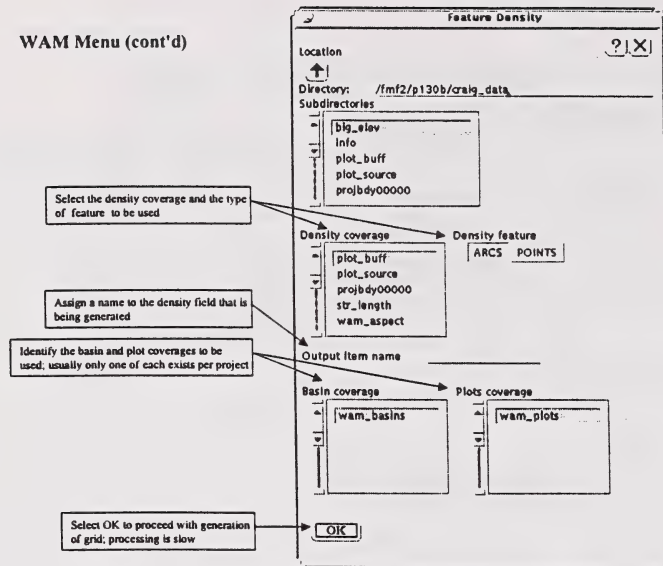 WAM Menu (cont'd)
Feature Density
?
X
Location
Directory: /fmf2/p130b/craig_data
Subdirectories
big_elev
info
plot_buff
plot_source
projbdy00000
Select the density coverage and the type
of feature to be used
Density coverage
Density feature
plot_buff
plot_source
projbdy00000
str_length
wam_aspect
ARCS POINTS
Assign a name to the density field that is
being generated
Output item name
Identify the basin and plot coverages to be
used; usually only one of each exists per project
Basin coverage
Plots coverage
wam_basins
wam_plots
Select OK to proceed with generation
of grid; processing is slow
OK